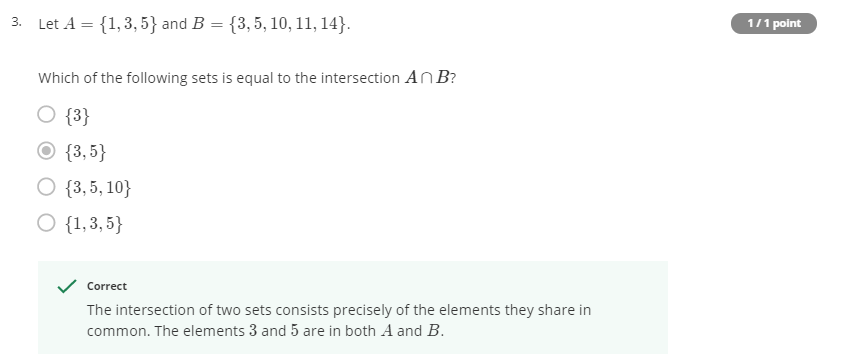 3. Let A = {1, 3, 5} and B = {3, 5, 10, 11, 14}.
1 / 1 point
Which of the following sets is equal to the intersection A ∩ B?
{3}
{3, 5}
{3, 5, 10}
{1, 3, 5}
Correct
The intersection of two sets consists precisely of the elements they share in
common. The elements 3 and 5 are in both A and B.